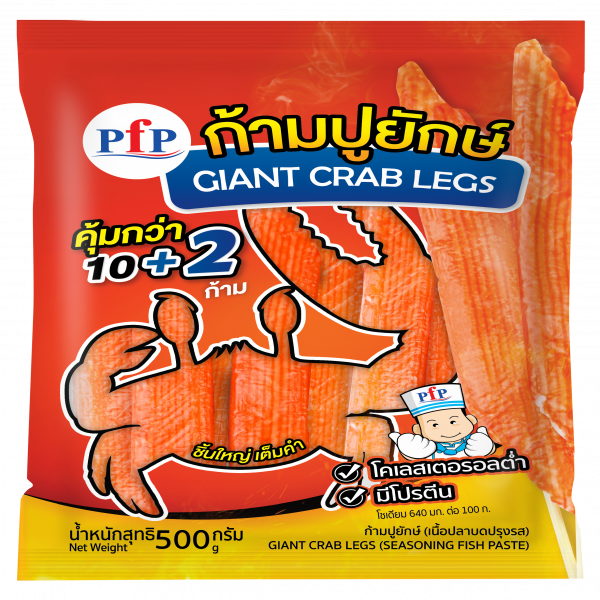 PfP
ก้ามปูยักษ์
GIANT CRAB LEGS
คุ้มกว่า
10+2
ก้าม
PfP
ชิ้นใหญ่ เต็มคำ
โคเลสเตอรอลต่ำ
มีโปรตีน
โซเดียม 640 มก. ต่อ 100 ก.
น้ำหนักสุทธิ 500 กรัม
Net Weight g
ก้ามปูยักษ์ (เนื้อปลาบดปรุงรส)
GIANT CRAB LEGS (SEASONING FISH PASTE)